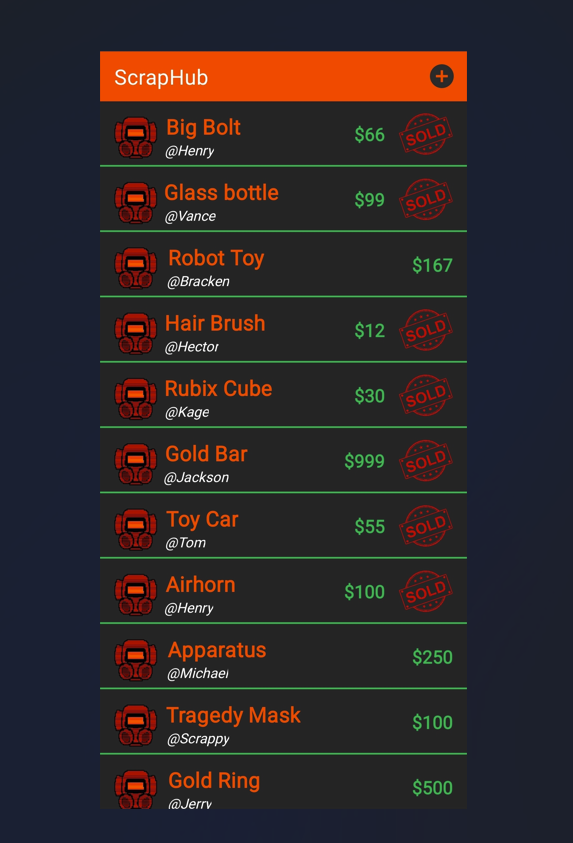 ScrapHub
Big Bolt
@Henry
$66
SOLD
Glass bottle
@Vance
$99
SOLD
Robot Toy
@Bracken
$167
Hair Brush
@Hector
$12
SOLD
Rubix Cube
@Kage
$30
SOLD
Gold Bar
@Jackson
$999
SOLD
Toy Car
@Tom
$55
SOLD
Airhorn
@Henry
$100
SOLD
Apparatus
@Michael
$250
Tragedy Mask
@Scrappy
$100
Gold Ring
@Jerry
$500